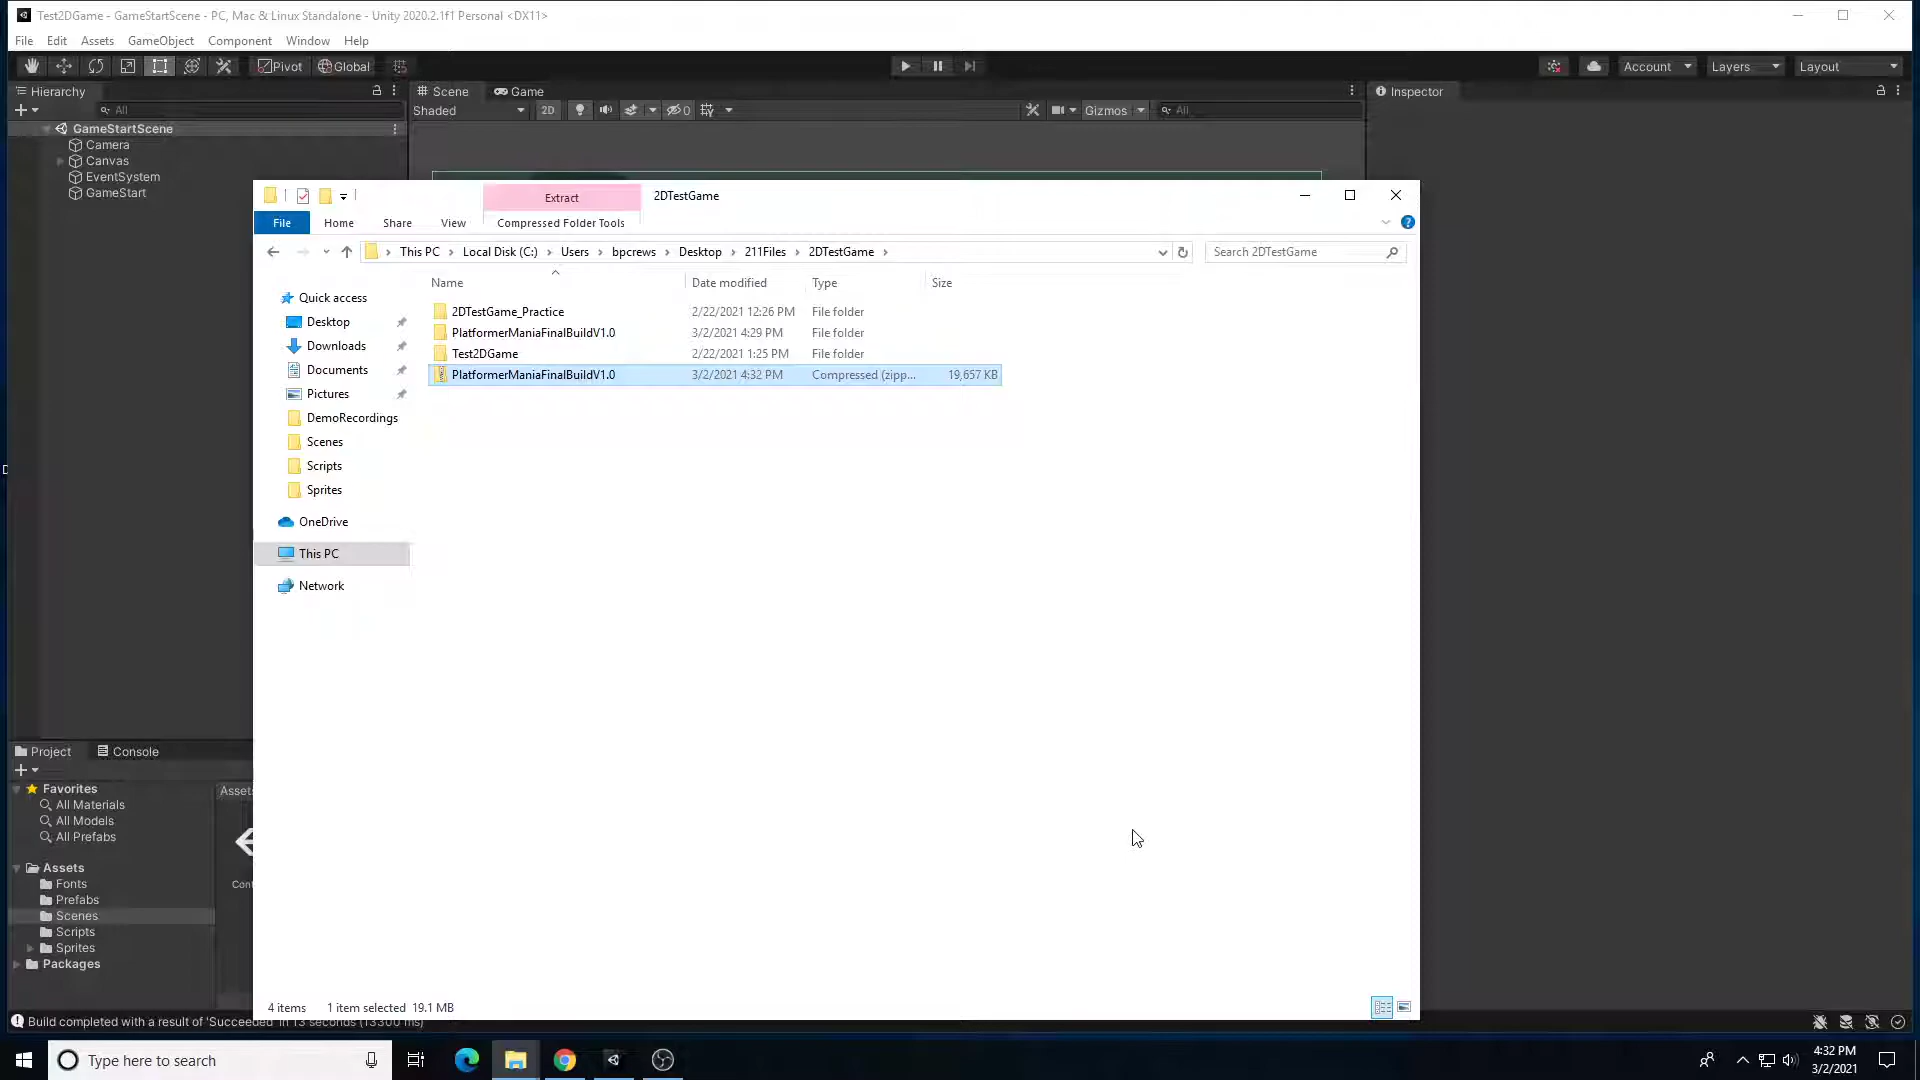 Test2DGame - GameStartScene - PC, Mac & Linux Standalone - Unity 2020.2.1f1 Personal <DX11>
File Edit Assets GameObject Component Window Help
Pivot Global Account Layers Layout
Hierarchy Scene Game Inspector
All Shaded 2D 0 Gizmos All
GameStartScene
Camera
Canvas
EventSystem
GameStart
Extract 2DTestGame
File Home Share View Compressed Folder Tools
This PC Local Disk (C:) Users bpcrews Desktop 211Files 2DTestGame Search 2DTestGame
Name Date modified Type Size
2DTestGame_Practice 2/22/2021 12:26 PM File folder
PlatformerManiaFinalBuildV1.0 3/2/2021 4:29 PM File folder
Test2DGame 2/22/2021 1:25 PM File folder
PlatformerManiaFinalBuildV1.0 3/2/2021 4:32 PM Compressed (zipp... 19,657 KB
Quick access
Desktop
Downloads
Documents
Pictures
DemoRecordings
Scenes
Scripts
Sprites
OneDrive
This PC
Network
Project Console
Favorites
All Materials
All Models
All Prefabs
Assets
Fonts
Prefabs
Scenes
Scripts
Sprites
Packages
Assets
Cont
4 items 1 item selected 19.1 MB
Build completed with a result of 'Succeeded' in 13 seconds (13300 ms)
Type here to search
4:32 PM
3/2/2021